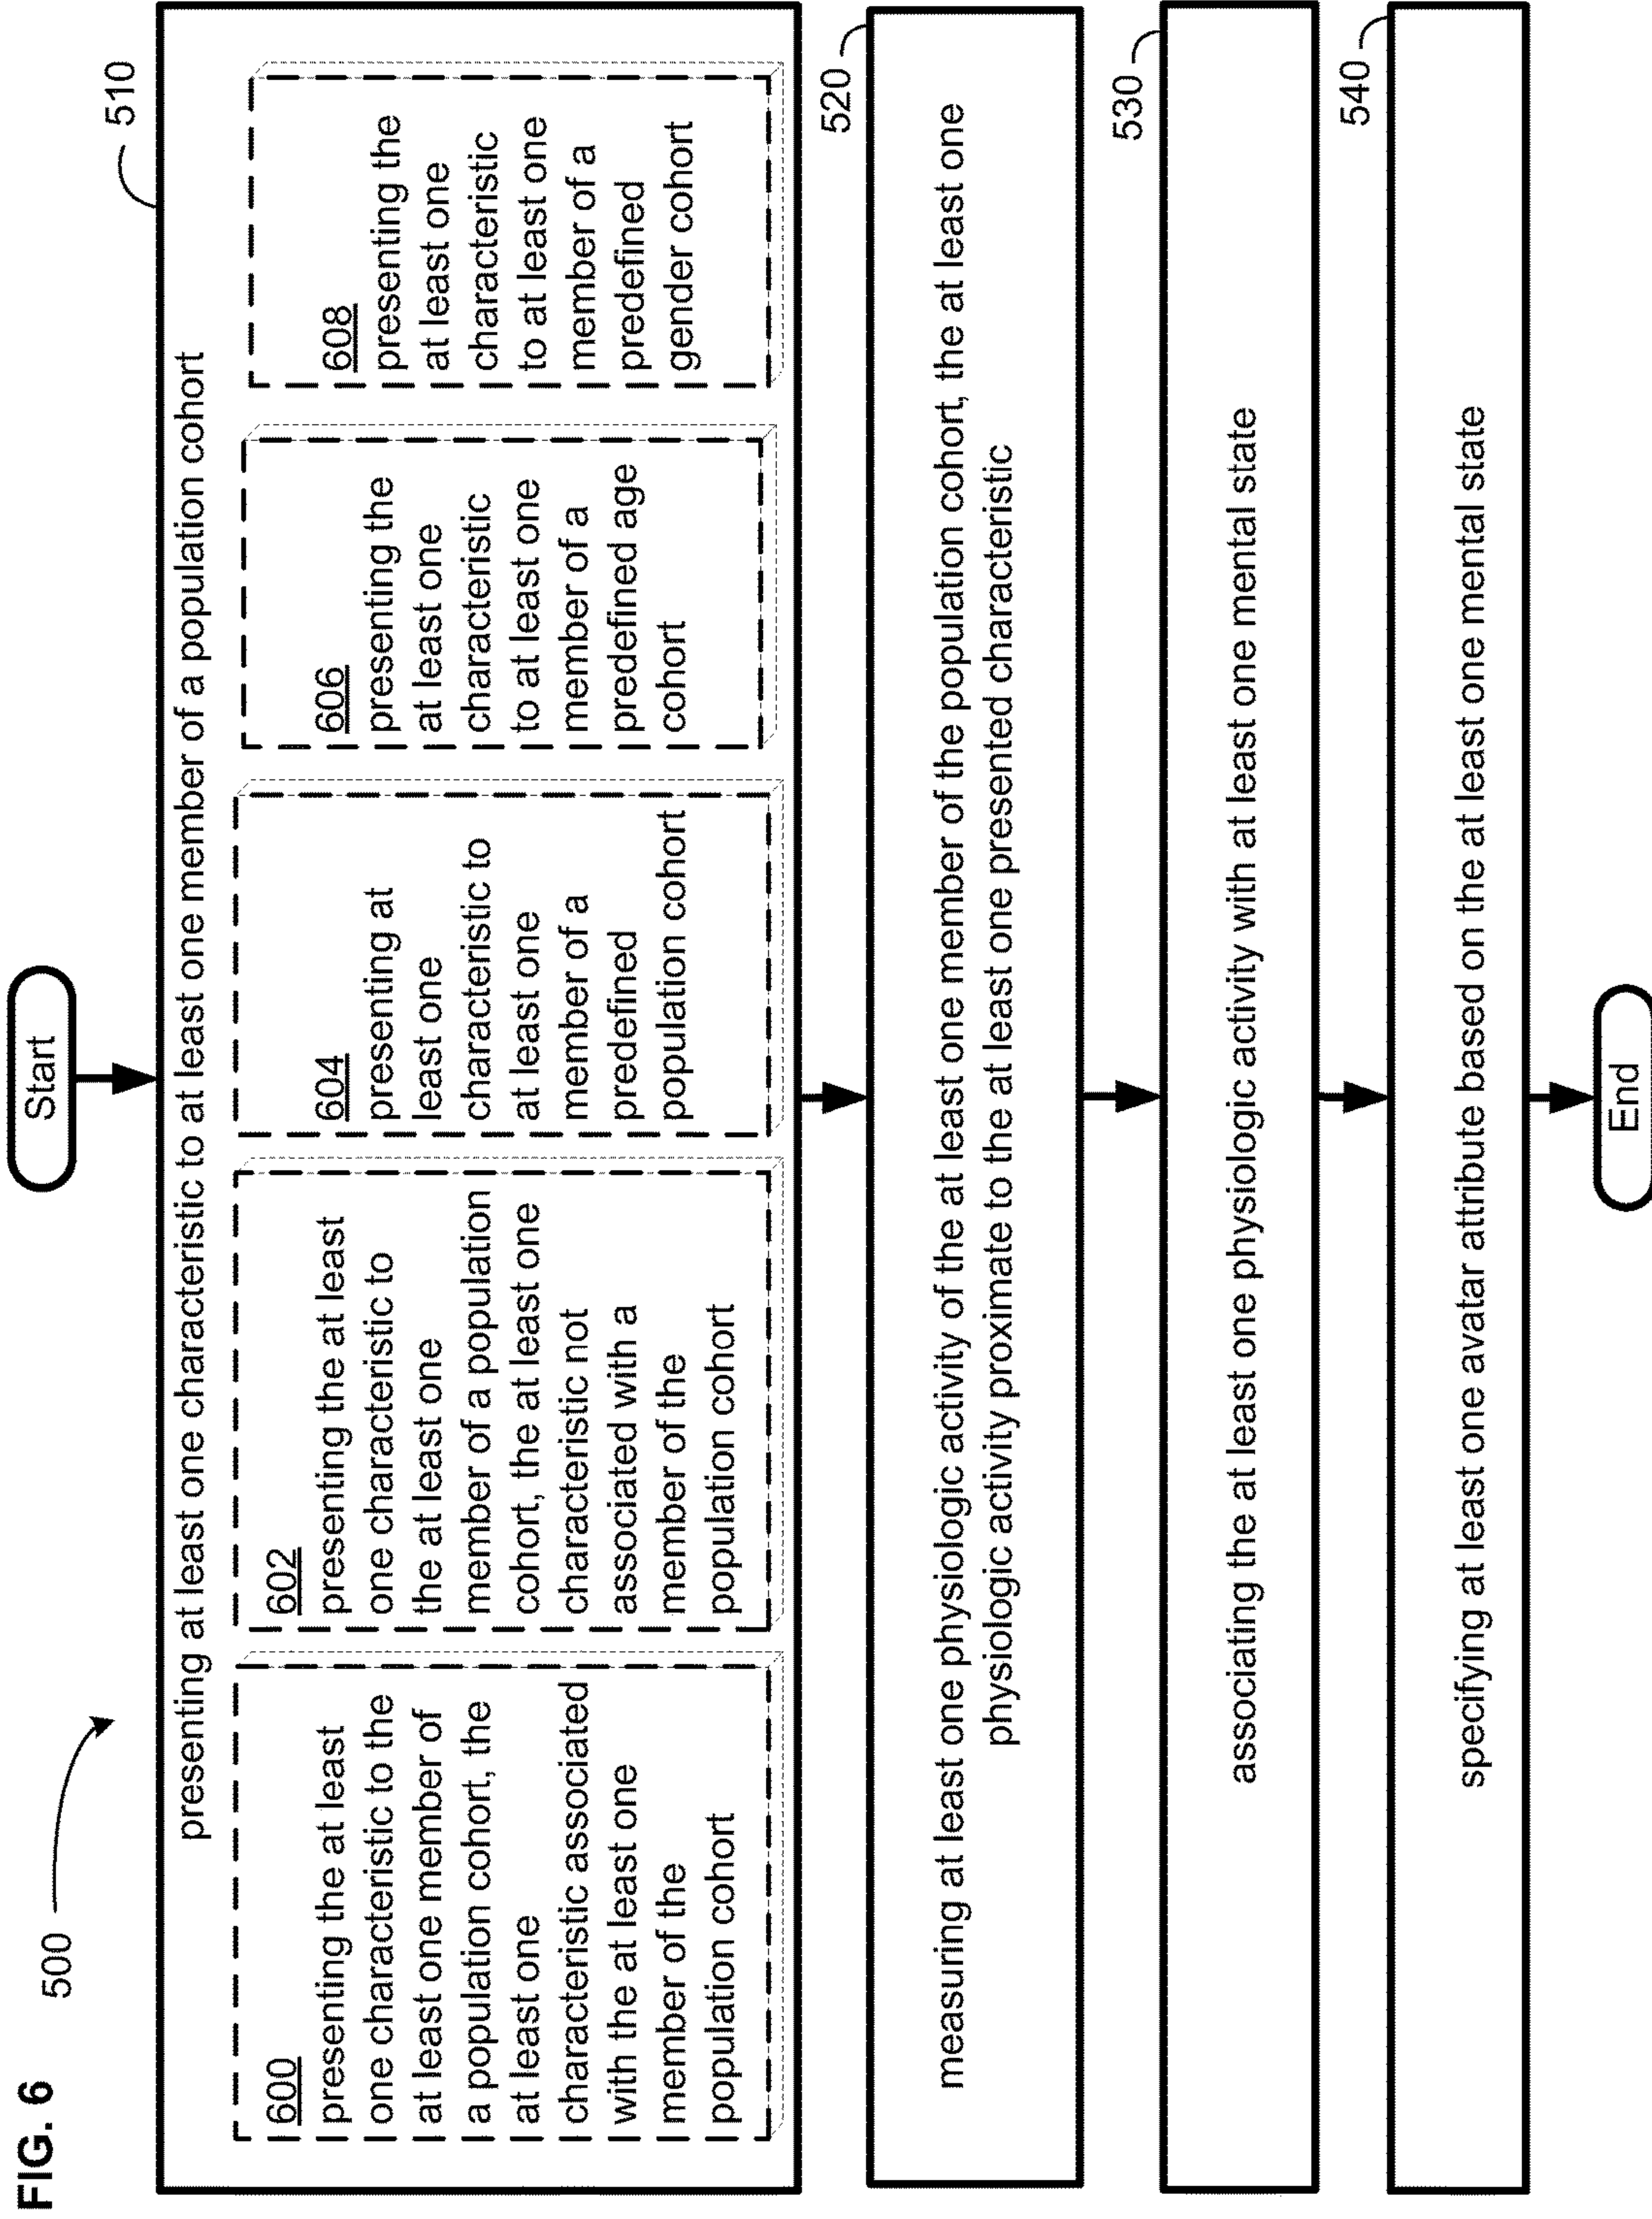 FIG. 6
500
Start
510
presenting at least one characteristic to at least one member of a population cohort
600
presenting the at least
one characteristic to the
at least one member of
a population cohort, the
at least one
characteristic associated
with the at least one
member of the
population cohort
602
presenting the at least
one characteristic to
the at least one
member of a population
cohort, the at least one
characteristic not
associated with a
member of the
population cohort
604
presenting at
least one
characteristic to
at least one
member of a
predefined
population cohort
606
presenting the
at least one
characteristic
to at least one
member of a
predefined age
cohort
608
presenting the
at least one
characteristic
to at least one
member of a
predefined
gender cohort
520
measuring at least one physiologic activity of the at least one member of the population cohort, the at least one
physiologic activity proximate to the at least one presented characteristic
530
associating the at least one physiologic activity with at least one mental state
540
specifying at least one avatar attribute based on the at least one mental state
End